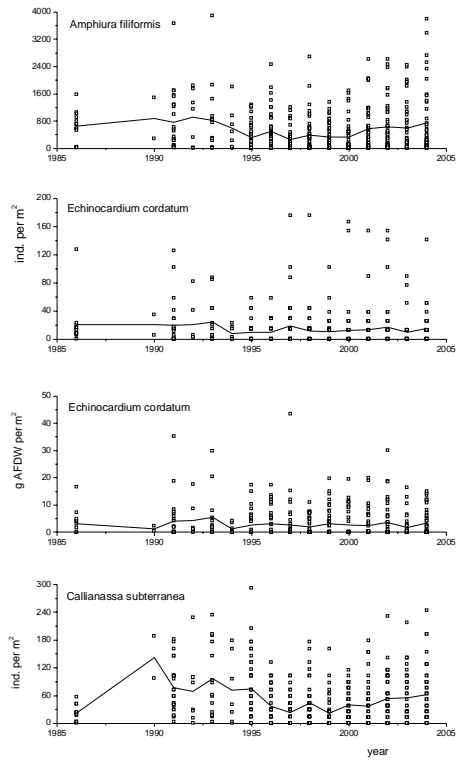 Amphiura filiformis
4000
3200
2400
1600
800
0
1985 1990 1995 2000 2005
ind. per m²
Echinocardium cordatum
200
160
120
80
40
0
1985 1990 1995 2000 2005
g AFDW per m²
Echinocardium cordatum
50
40
30
20
10
0
1985 1990 1995 2000 2005
ind. per m²
Callianassa subterranea
300
240
180
120
60
0
1985 1990 1995 2000 2005
year